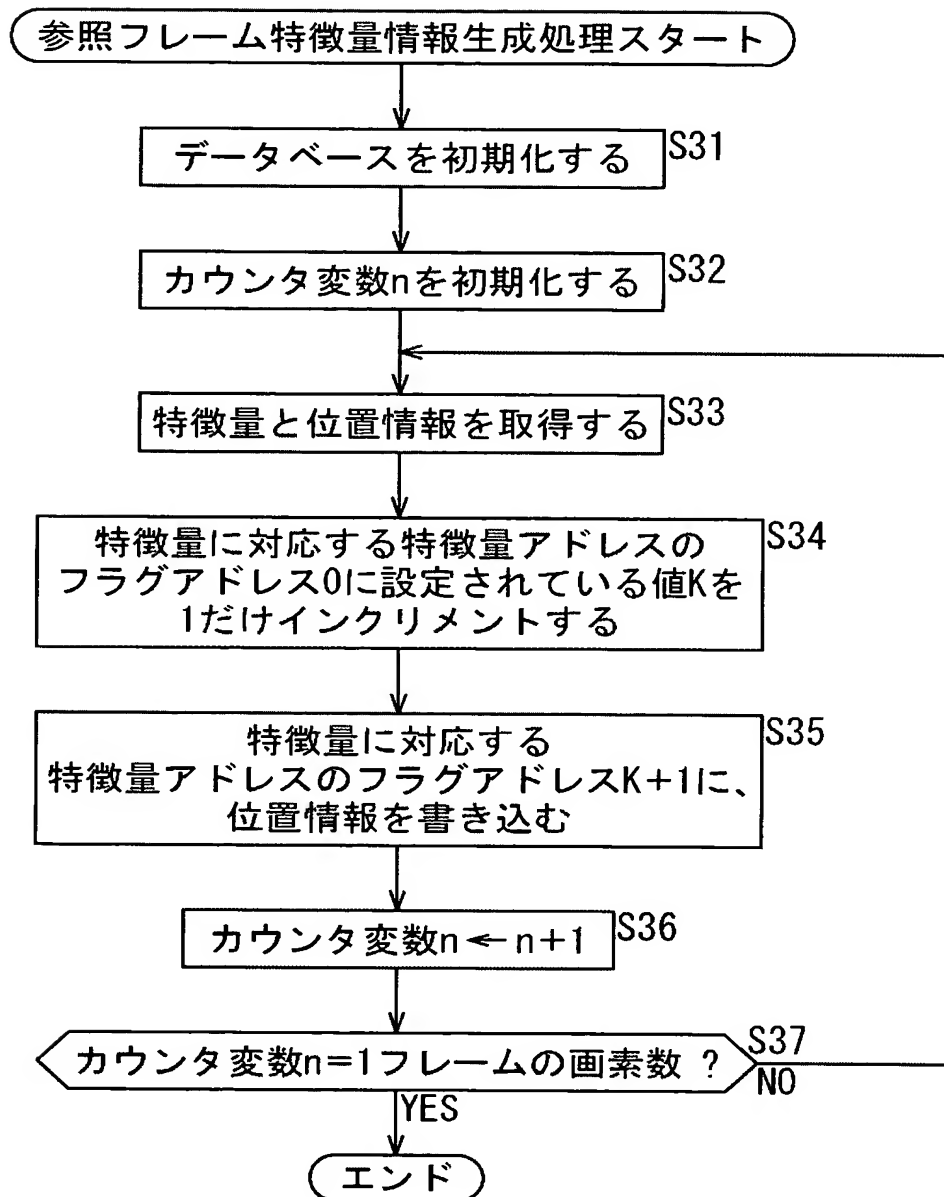 参照フレーム特徴量情報生成処理スタート
データベースを初期化する
S31
カウンタ変数nを初期化する
S32
特徴量と位置情報を取得する
S33
特徴量に対応する特徴量アドレスの
フラグアドレス0に設定されている値Kを
1だけインクリメントする
S34
特徴量に対応する
特徴量アドレスのフラグアドレスK+1に、
位置情報を書き込む
S35
カウンタ変数n←n+1
S36
カウンタ変数n=1フレームの画素数 ?
S37
NO
YES
エンド